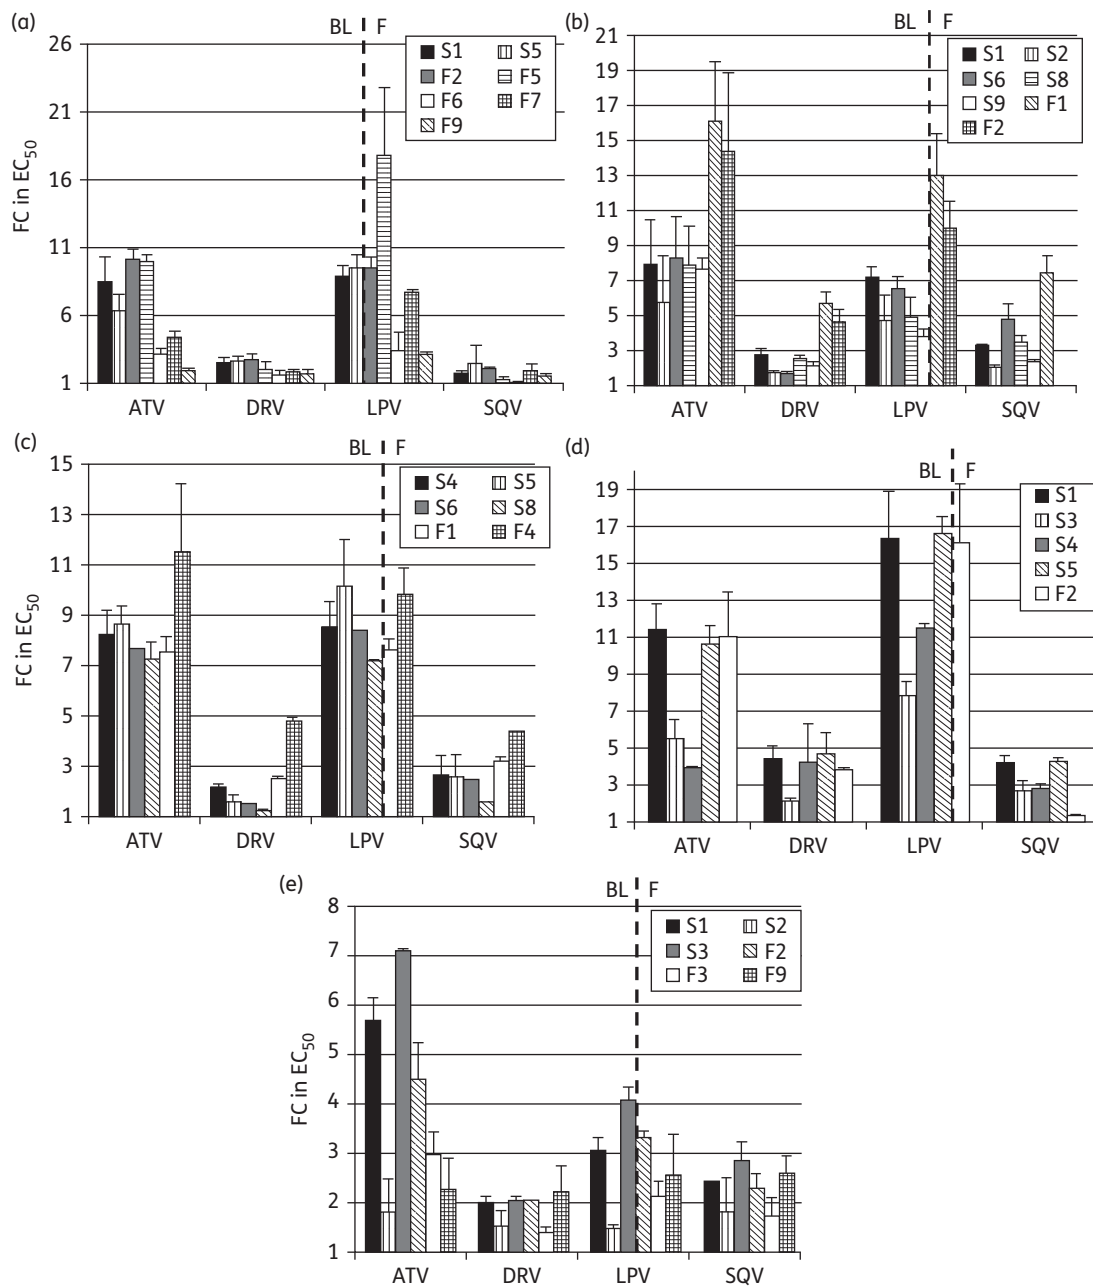 (a)
BL F
FC in EC50
26
21
16
11
6
1
S1 S5
F2 F5
F6 F7
F9
ATV DRV LPV SQV
(b)
BL F
21
19
17
15
13
11
9
7
5
3
1
S1 S2
S6 S8
S9 F1
F2
ATV DRV LPV SQV
(c)
BL F
FC in EC50
15
13
11
9
7
5
3
1
S4 S5
S6 S8
F1 F4
ATV DRV LPV SQV
(d)
BL F
19
17
15
13
11
9
7
5
3
1
S1
S3
S4
S5
F2
ATV DRV LPV SQV
(e)
BL F
FC in EC50
8
7
6
5
4
3
2
1
S1 S2
S3 F2
F3 F9
ATV DRV LPV SQV